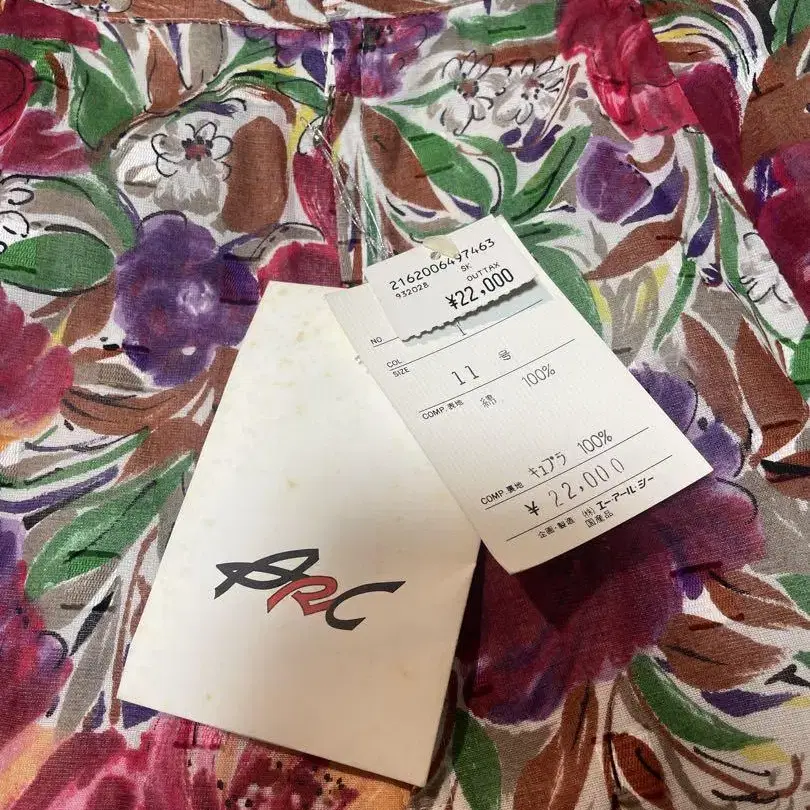 2162006497463
SK
932028 OUTTAX
¥22,000
NO
COL 1
SIZE 11 号
COMP.表地 綿 100%
COMP.裏地 キュプラ 100%
¥ 22,000
企画・製造 (株)エー・アール・シー
国産品
ARC